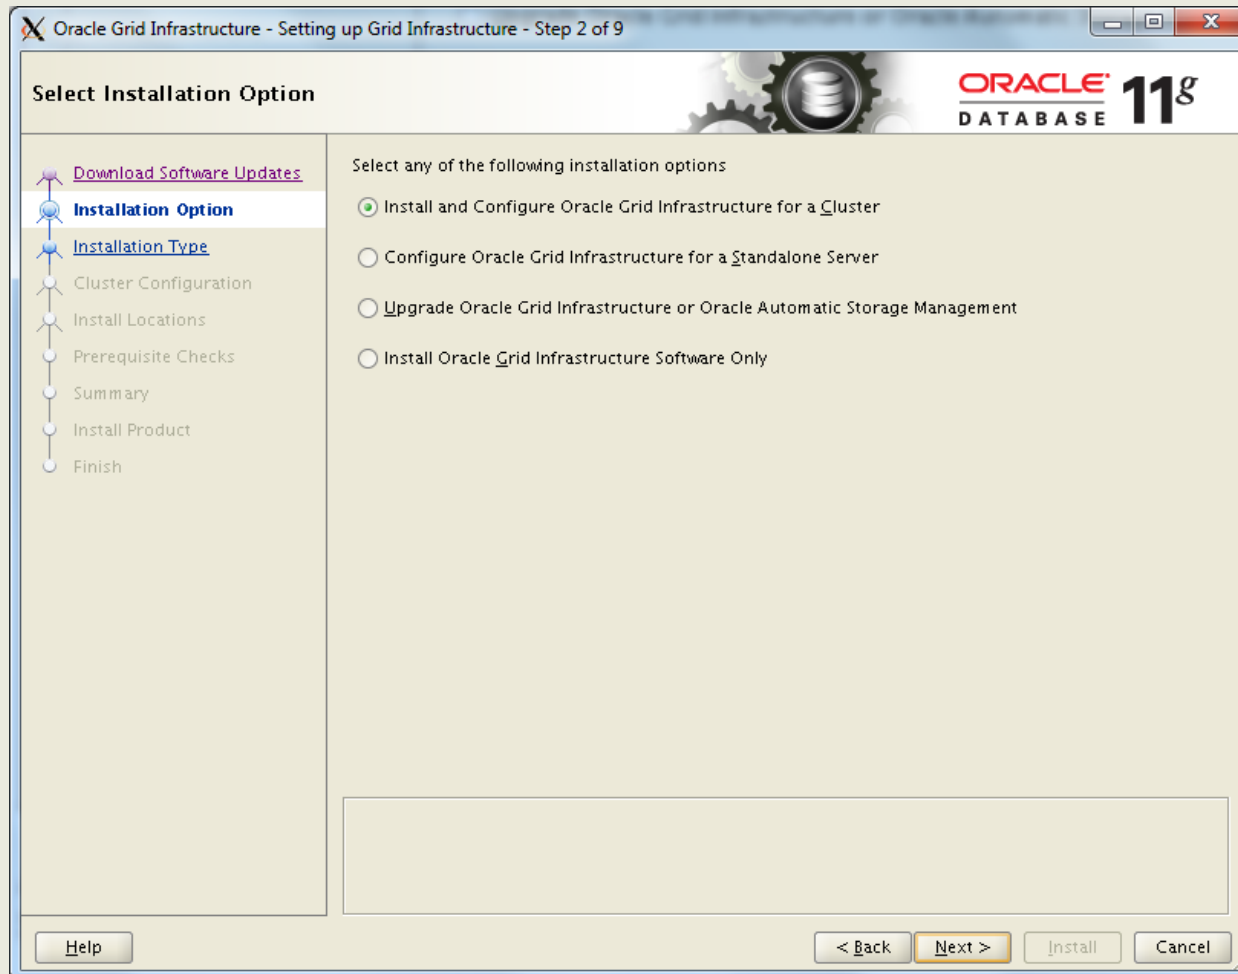 Oracle Grid Infrastructure - Setting up Grid Infrastructure - Step 2 of 9
Select Installation Option
ORACLE
DATABASE
11g
Download Software Updates
Installation Option
Installation Type
Cluster Configuration
Install Locations
Prerequisite Checks
Summary
Install Product
Finish
Select any of the following installation options
Install and Configure Oracle Grid Infrastructure for a Cluster
Configure Oracle Grid Infrastructure for a Standalone Server
Upgrade Oracle Grid Infrastructure or Oracle Automatic Storage Management
Install Oracle Grid Infrastructure Software Only
Help
< Back
Next >
Install
Cancel